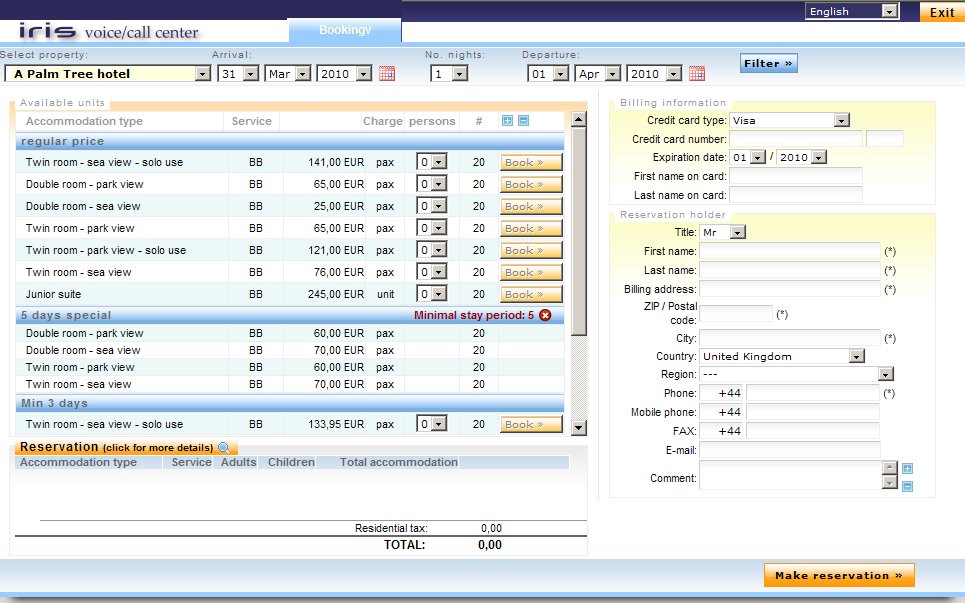 English
Exit
iris voice/call center
Bookingv
Select property: Arrival: No. nights: Departure:
A Palm Tree hotel 31 Mar 2010 1 01 Apr 2010 Filter »
Available units
Accommodation type Service Charge persons #
regular price
Twin room - sea view - solo use BB 141,00 EUR pax 0 20 Book »
Double room - park view BB 65,00 EUR pax 0 20 Book »
Double room - sea view BB 25,00 EUR pax 0 20 Book »
Twin room - park view BB 65,00 EUR pax 0 20 Book »
Twin room - park view - solo use BB 121,00 EUR pax 0 20 Book »
Twin room - sea view BB 76,00 EUR pax 0 20 Book »
Junior suite BB 245,00 EUR unit 0 20 Book »
5 days special Minimal stay period: 5
Double room - park view BB 60,00 EUR pax 20
Double room - sea view BB 70,00 EUR pax 20
Twin room - park view BB 60,00 EUR pax 20
Twin room - sea view BB 70,00 EUR pax 20
Min 3 days
Twin room - sea view - solo use BB 133,95 EUR pax 0 20 Book »
Reservation (click for more details)
Accommodation type Service Adults Children Total accommodation
Residential tax: 0,00
TOTAL: 0,00
Billing information
Credit card type: Visa
Credit card number:
Expiration date: 01 / 2010
First name on card:
Last name on card:
Reservation holder
Title: Mr
First name: (*)
Last name: (*)
Billing address: (*)
ZIP / Postal
code: (*)
City: (*)
Country: United Kingdom
Region: ---
Phone: +44 (*)
Mobile phone: +44
FAX: +44
E-mail:
Comment:
Make reservation »